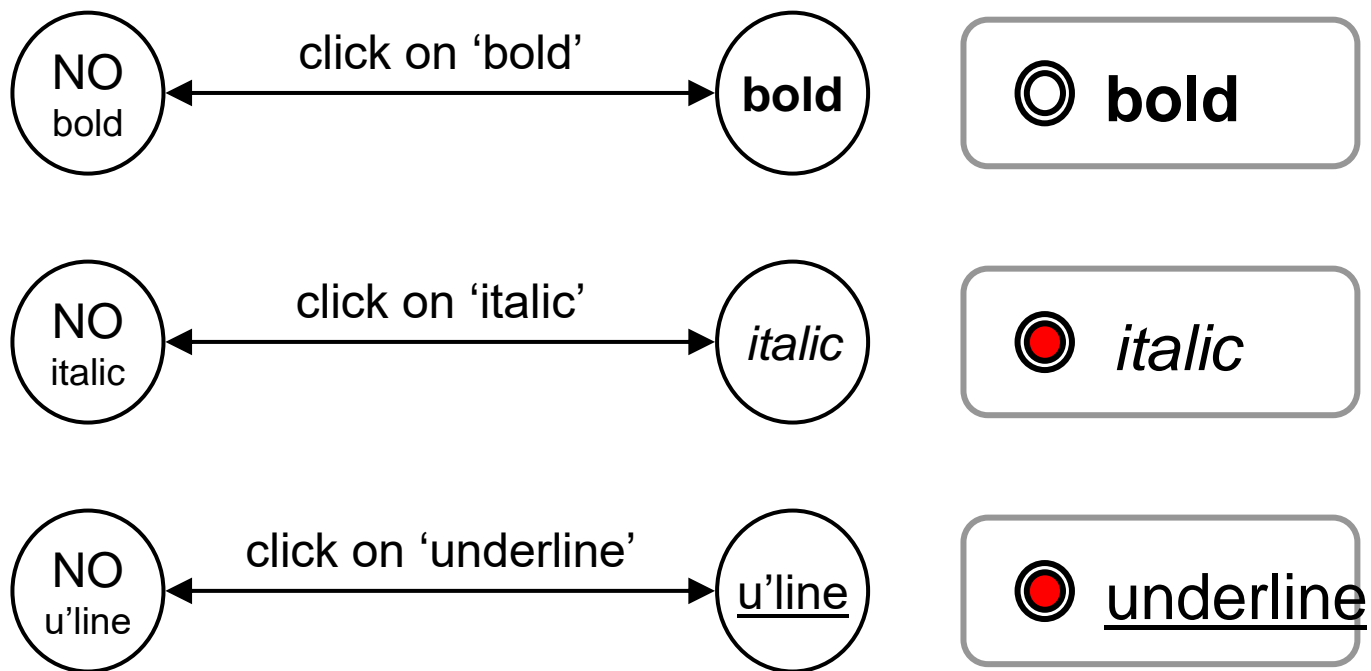 click on ‘bold’
NO
bold
bold
bold
click on ‘italic’
NO
italic
italic
italic
click on ‘underline’
NO
u’line
u’line
underline